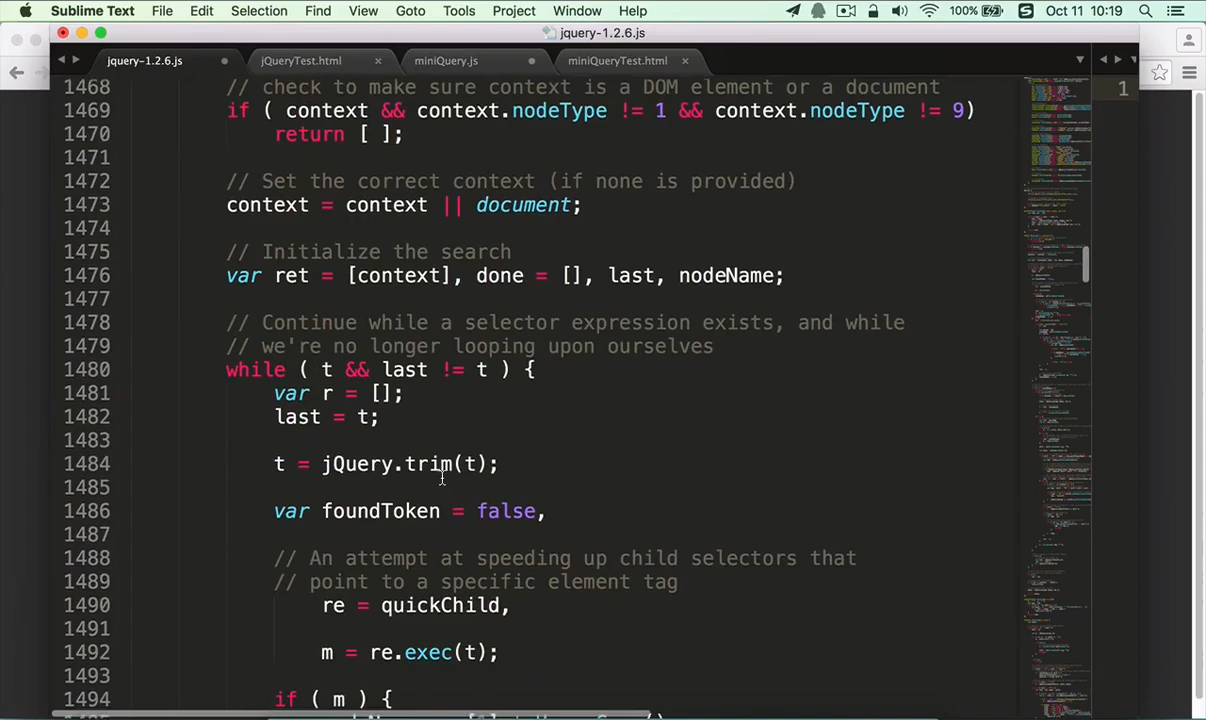 Sublime Text File Edit Selection Find View Goto Tools Project Window Help 100% Oct 11 10:19
jquery-1.2.6.js
jquery-1.2.6.js jQueryTest.html miniQuery.js miniQueryTest.html
1468 // check to make sure context is a DOM element or a document 1
1469 if ( context && context.nodeType != 1 && context.nodeType != 9)
1470 return [ ];
1471
1472 // Set the correct context (if none is provided)
1473 context = context || document;
1474
1475 // Initialize the search
1476 var ret = [context], done = [], last, nodeName;
1477
1478 // Continue while a selector expression exists, and while
1479 // we're no longer looping upon ourselves
1480 while ( t && last != t ) {
1481 var r = [];
1482 last = t;
1483
1484 t = jQuery.trim(t);
1485
1486 var foundToken = false,
1487
1488 // An attempt at speeding up child selectors that
1489 // point to a specific element tag
1490 re = quickChild,
1491
1492 m = re.exec(t);
1493
1494 if ( m ) {